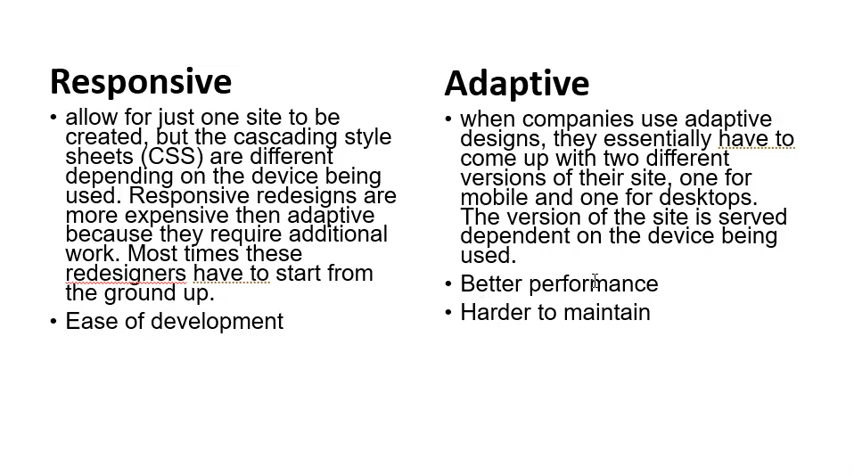 Responsive
• allow for just one site to be
created, but the cascading style
sheets (CSS) are different
depending on the device being
used. Responsive redesigns are
more expensive then adaptive
because they require additional
work. Most times these
redesigners have to start from
the ground up.
• Ease of development
Adaptive
• when companies use adaptive
designs, they essentially have to
come up with two different
versions of their site, one for
mobile and one for desktops.
The version of the site is served
dependent on the device being
used.
• Better performance
• Harder to maintain